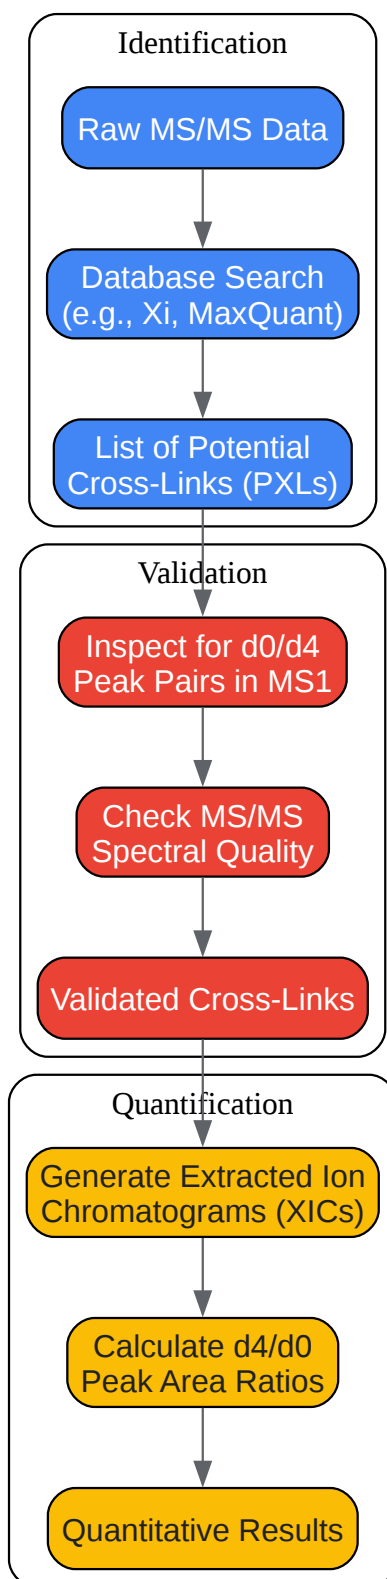 Identification
Raw MS/MS Data
Database Search
(e.g., Xi, MaxQuant)
List of Potential
Cross-Links (PXLs)
Validation
Inspect for d0/d4
Peak Pairs in MS1
Check MS/MS
Spectral Quality
Validated Cross-Links
Quantification
Generate Extracted Ion
Chromatograms (XICs)
Calculate d4/d0
Peak Area Ratios
Quantitative Results